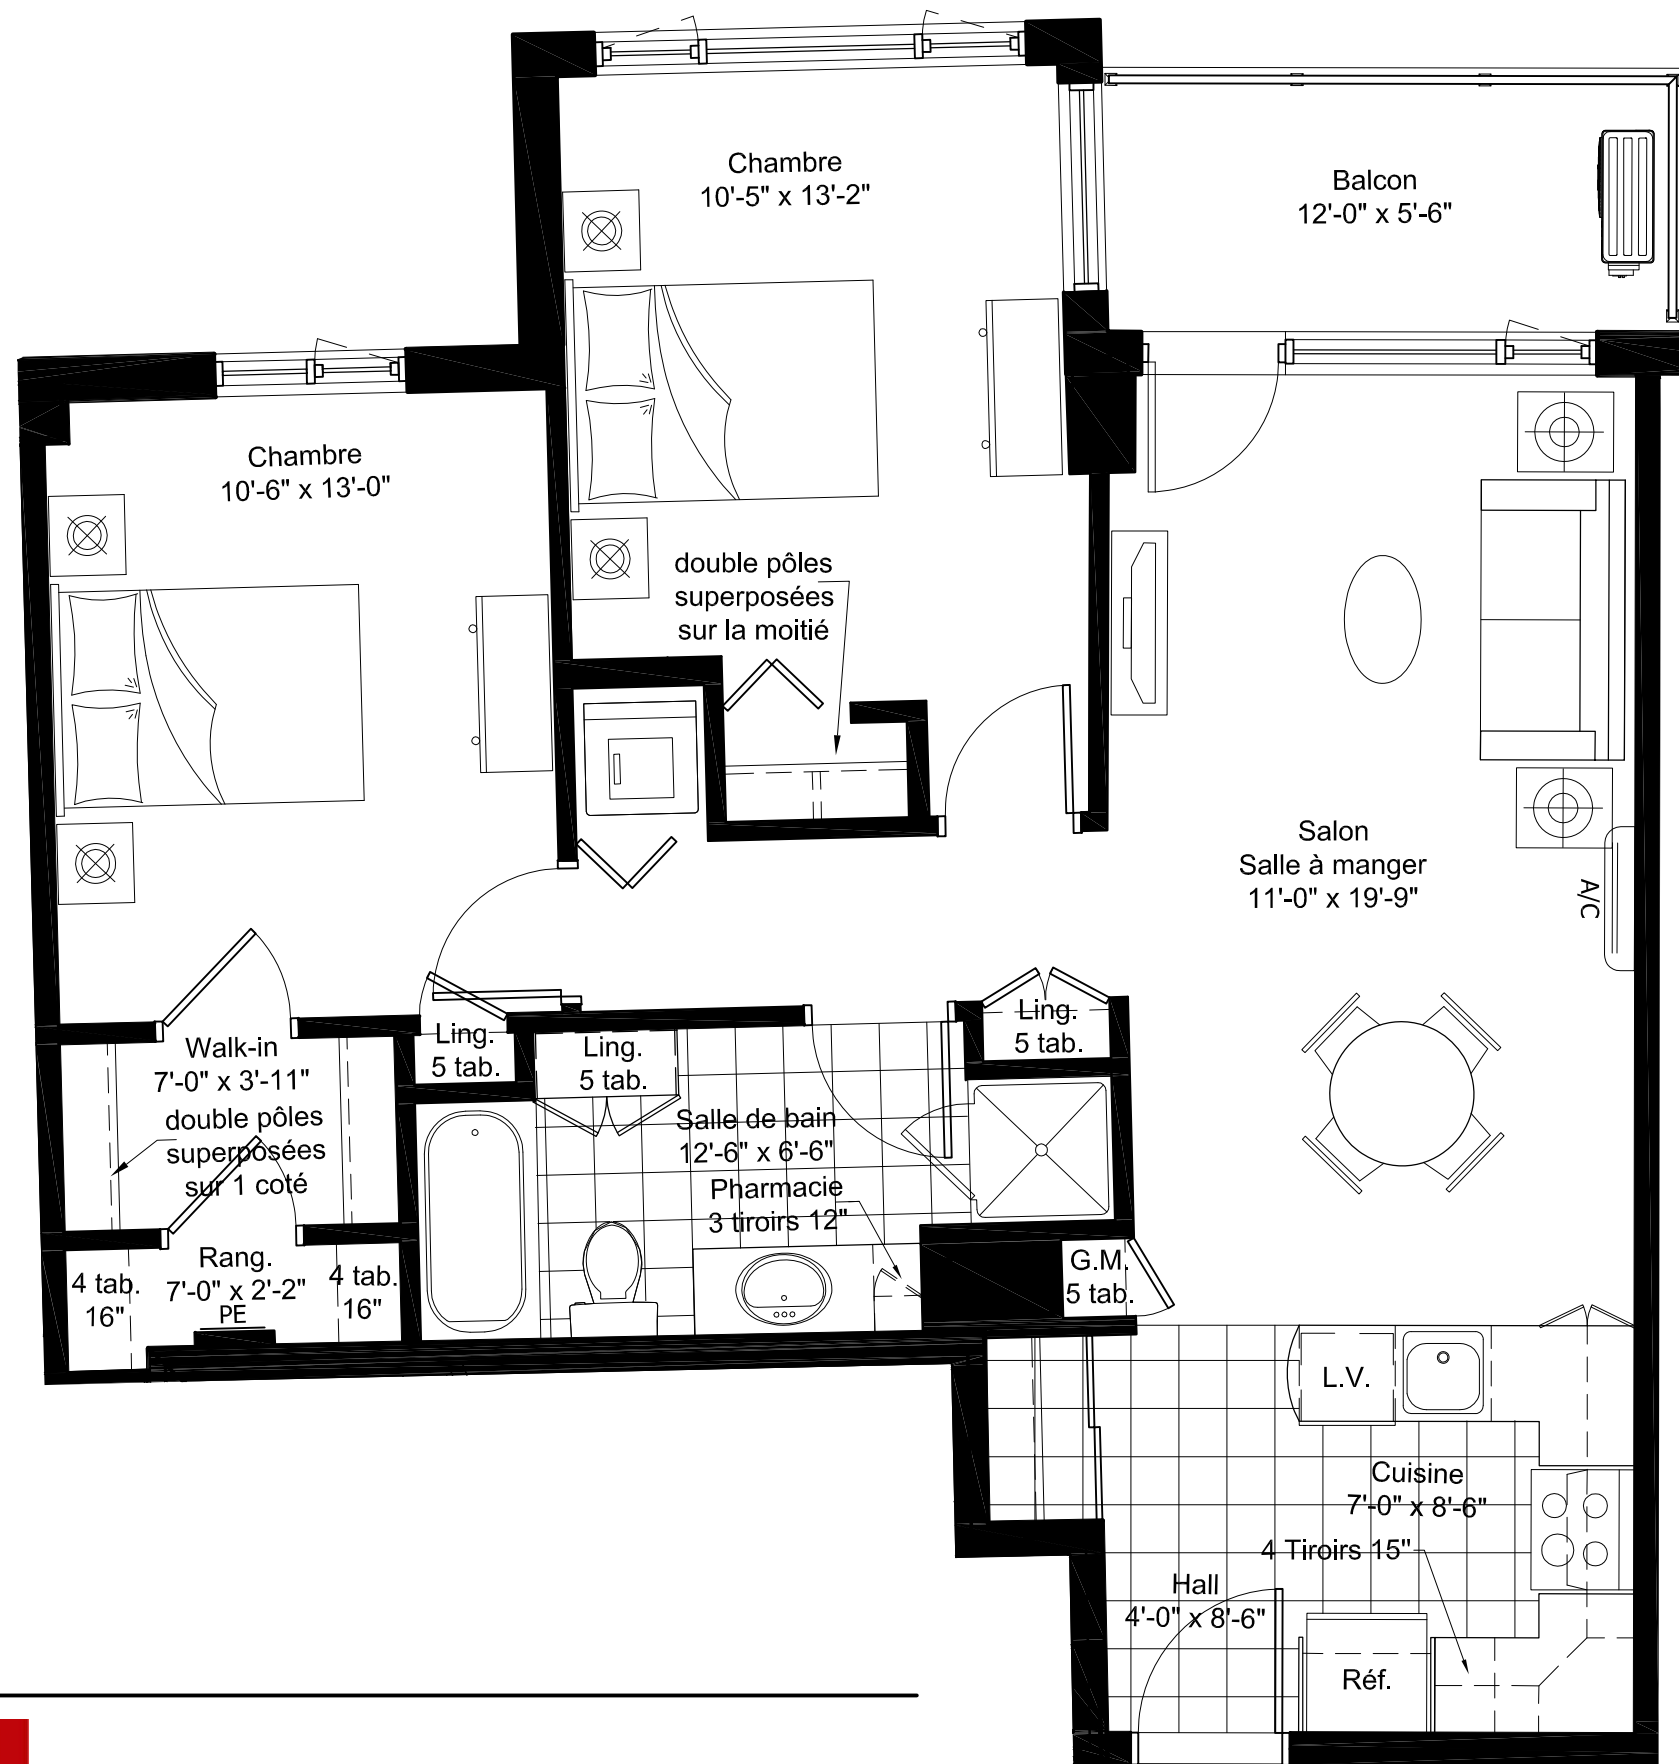 Chambre
10'-5" x 13'-2"
Balcon
12'-0" x 5'-6"
Chambre
10'-6" x 13'-0"
double pôles
superposées
sur la moitié
Salon
Salle à manger
11'-0" x 19'-9"
A/C
Ling.
5 tab.
Ling.
5 tab.
Ling.
5 tab.
Walk-in
7'-0" x 3'-11"
double pôles
superposées
sur 1 coté
Salle de bain
12'-6" x 6'-6"
Pharmacie
3 tiroirs 12"
Rang.
7'-0" x 2'-2"
PE
4 tab.
16"
4 tab.
16"
G.M.
5 tab.
L.V.
Cuisine
7'-0" x 8'-6"
4 Tiroirs 15"
Hall
4'-0" x 8'-6"
Réf.